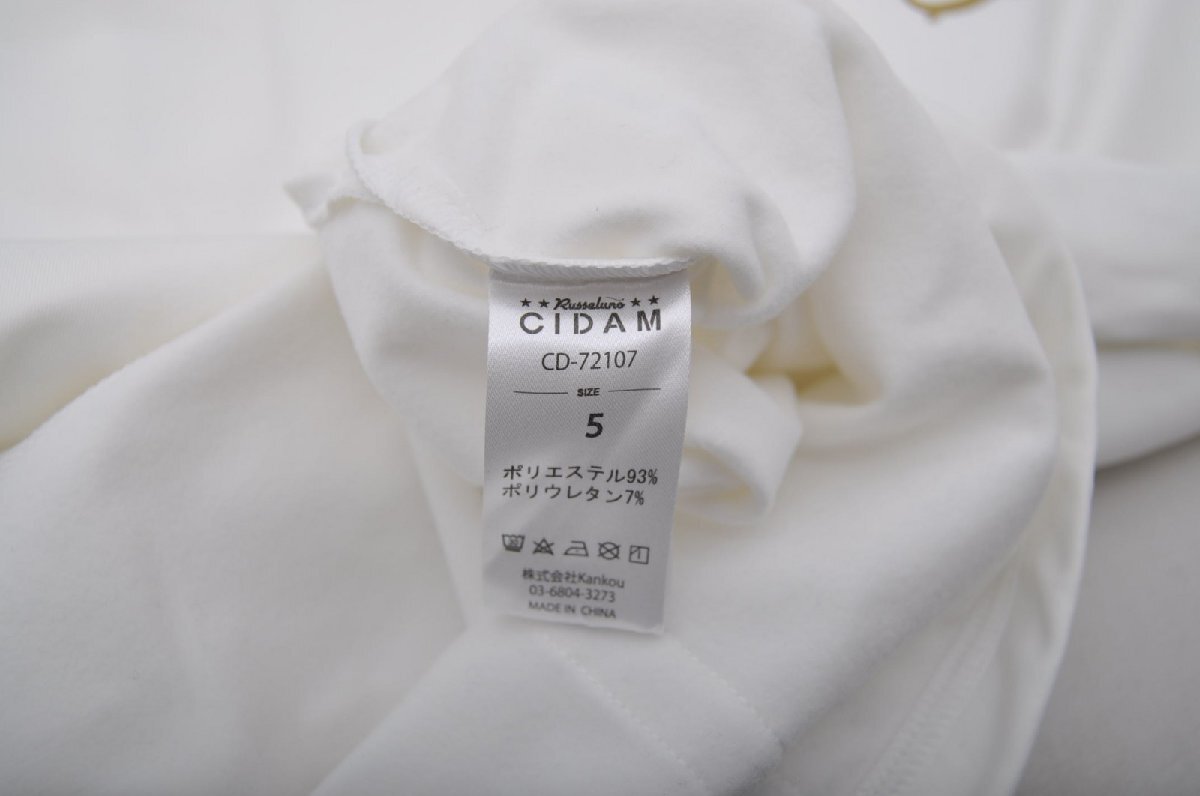 ★ ★ Russeluno ★ ★
CIDAM
CD-72107
SIZE
5
ポリエステル93%
ポリウレタン7%
株式会社Kankou
03-6804-3273
MADE IN CHINA